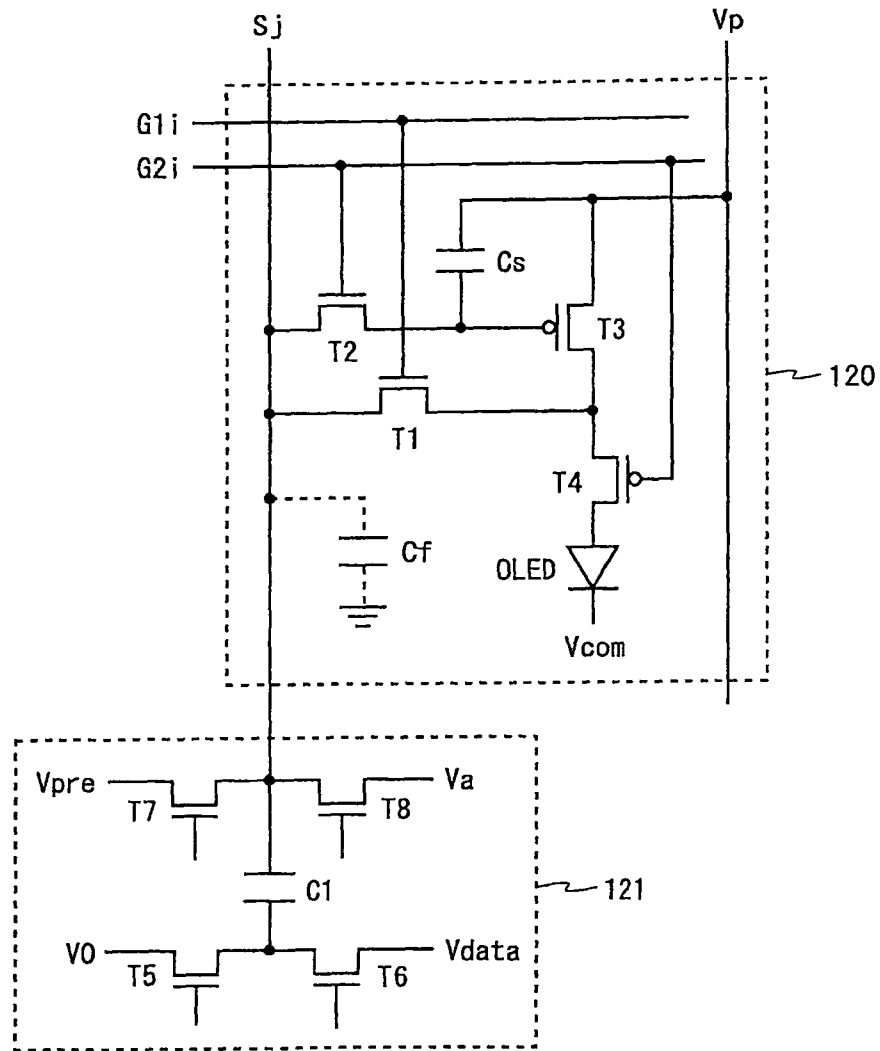 Sj
Vp
G1i
G2i
Cs
T3
T2
120
T1
T4
Cf
OLED
Vcom
Vpre
Va
T7
T8
C1
121
V0
Vdata
T5
T6